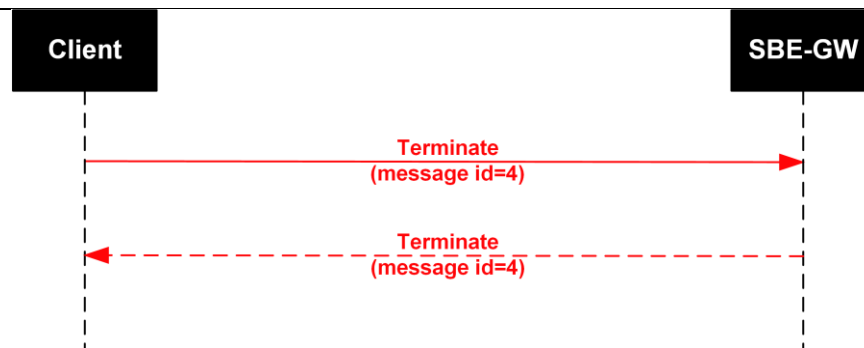 Client
SBE-GW
Terminate
(message id=4)
Terminate
(message id=4)